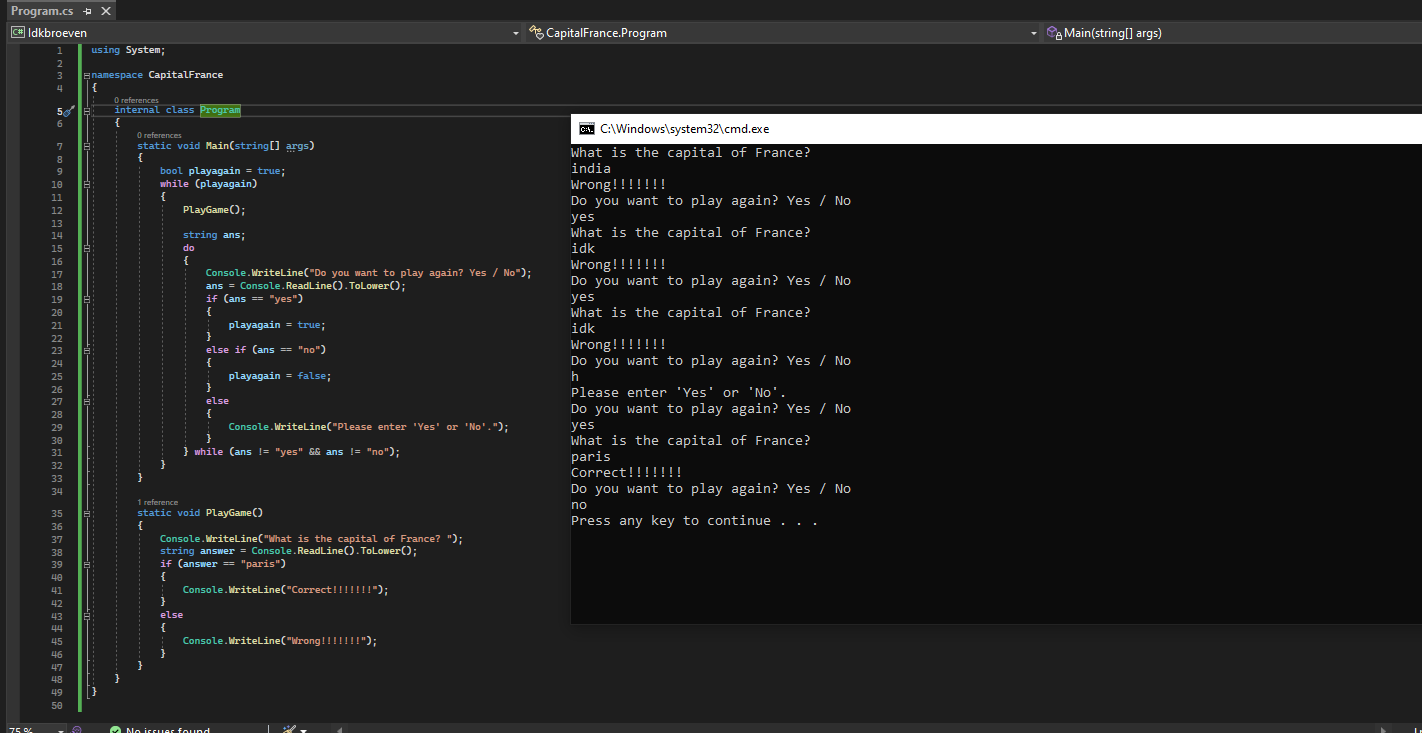 Program.cs
Idkbroeven
CapitalFrance.Program
Main(string[] args)
1 using System;
2
3 namespace CapitalFrance
4 {
0 references
5 internal class Program
6 {
0 references
7 static void Main(string[] args)
8 {
9 bool playagain = true;
10 while (playagain)
11 {
12 PlayGame();
13
14 string ans;
15 do
16 {
17 Console.WriteLine("Do you want to play again? Yes / No");
18 ans = Console.ReadLine().ToLower();
19 if (ans == "yes")
20 {
21 playagain = true;
22 }
23 else if (ans == "no")
24 {
25 playagain = false;
26 }
27 else
28 {
29 Console.WriteLine("Please enter 'Yes' or 'No'.");
30 }
31 } while (ans != "yes" && ans != "no");
32 }
33 }
34
1 reference
35 static void PlayGame()
36 {
37 Console.WriteLine("What is the capital of France? ");
38 string answer = Console.ReadLine().ToLower();
39 if (answer == "paris")
40 {
41 Console.WriteLine("Correct!!!!!!!");
42 }
43 else
44 {
45 Console.WriteLine("Wrong!!!!!!!");
46 }
47 }
48 }
49 }
50
C:\Windows\system32\cmd.exe
What is the capital of France?
india
Wrong!!!!!!!
Do you want to play again? Yes / No
yes
What is the capital of France?
idk
Wrong!!!!!!!
Do you want to play again? Yes / No
yes
What is the capital of France?
idk
Wrong!!!!!!!
Do you want to play again? Yes / No
h
Please enter 'Yes' or 'No'.
Do you want to play again? Yes / No
yes
What is the capital of France?
paris
Correct!!!!!!!
Do you want to play again? Yes / No
no
Press any key to continue . . .
75 %
No issues found